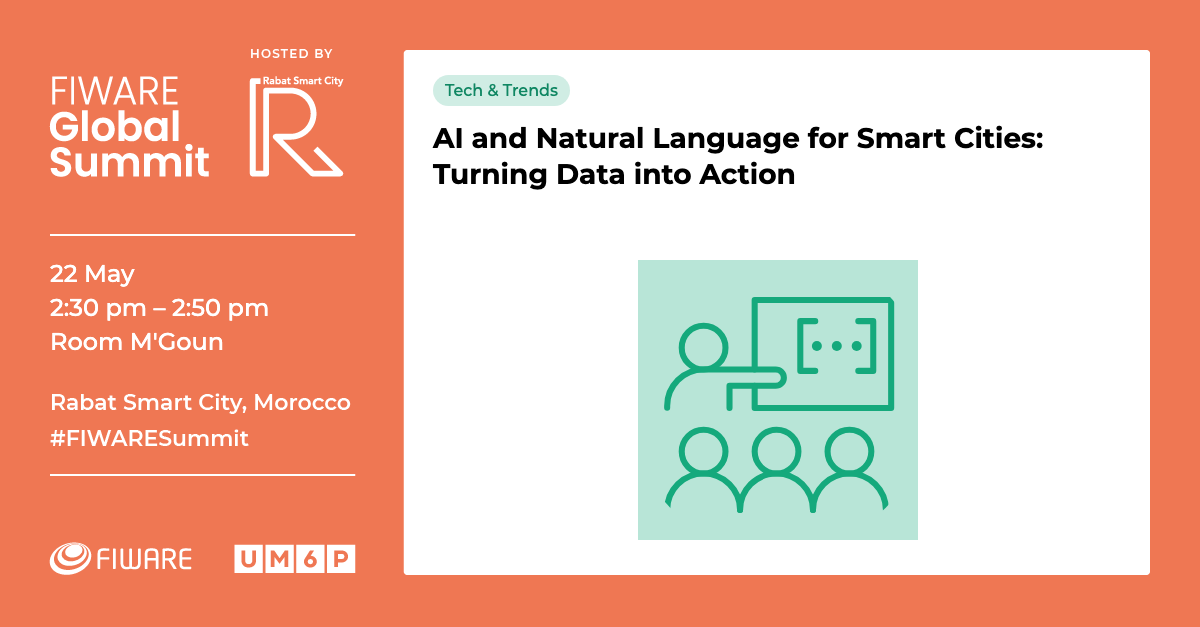 HOSTED BY
FIWARE
Global
Summit
Rabat Smart City
R
22 May
2:30 pm – 2:50 pm
Room M'Goun
Rabat Smart City, Morocco
#FIWARESummit
FIWARE
UM6P
Tech & Trends
AI and Natural Language for Smart Cities:
Turning Data into Action